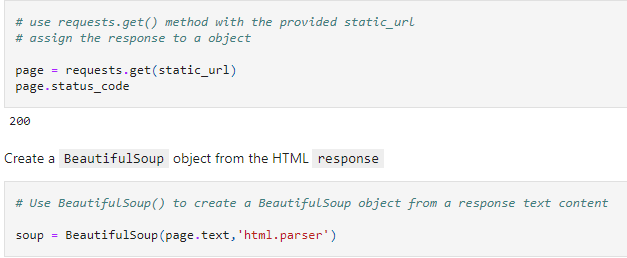 # use requests.get() method with the provided static_url
# assign the response to a object
page = requests.get(static_url)
page.status_code
200
Create a BeautifulSoup object from the HTML response
# Use BeautifulSoup() to create a BeautifulSoup object from a response text content
soup = BeautifulSoup(page.text,'html.parser')